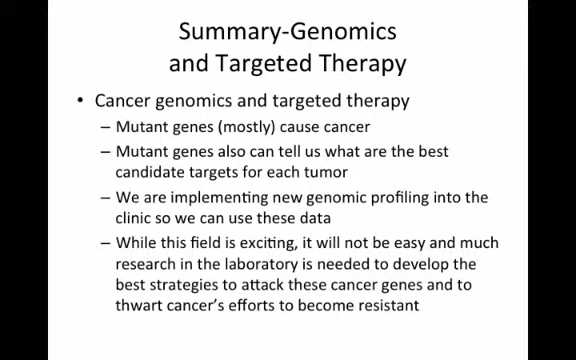 Summary-Genomics
and Targeted Therapy
• Cancer genomics and targeted therapy
– Mutant genes (mostly) cause cancer
– Mutant genes also can tell us what are the best
candidate targets for each tumor
– We are implementing new genomic profiling into the
clinic so we can use these data
– While this field is exciting, it will not be easy and much
research in the laboratory is needed to develop the
best strategies to attack these cancer genes and to
thwart cancer's efforts to become resistant